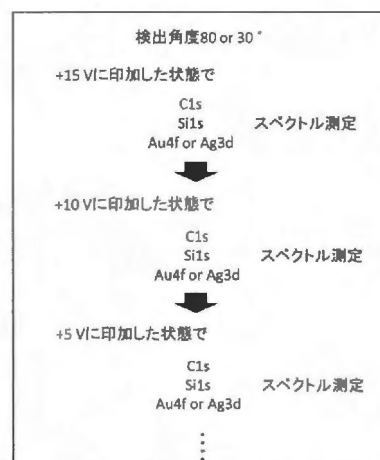 検出角度80 or 30 °
+15 Vに印加した状態で
C1s
Si1s スペクトル測定
Au4f or Ag3d
+10 Vに印加した状態で
C1s
Si1s スペクトル測定
Au4f or Ag3d
+5 Vに印加した状態で
C1s
Si1s スペクトル測定
Au4f or Ag3d